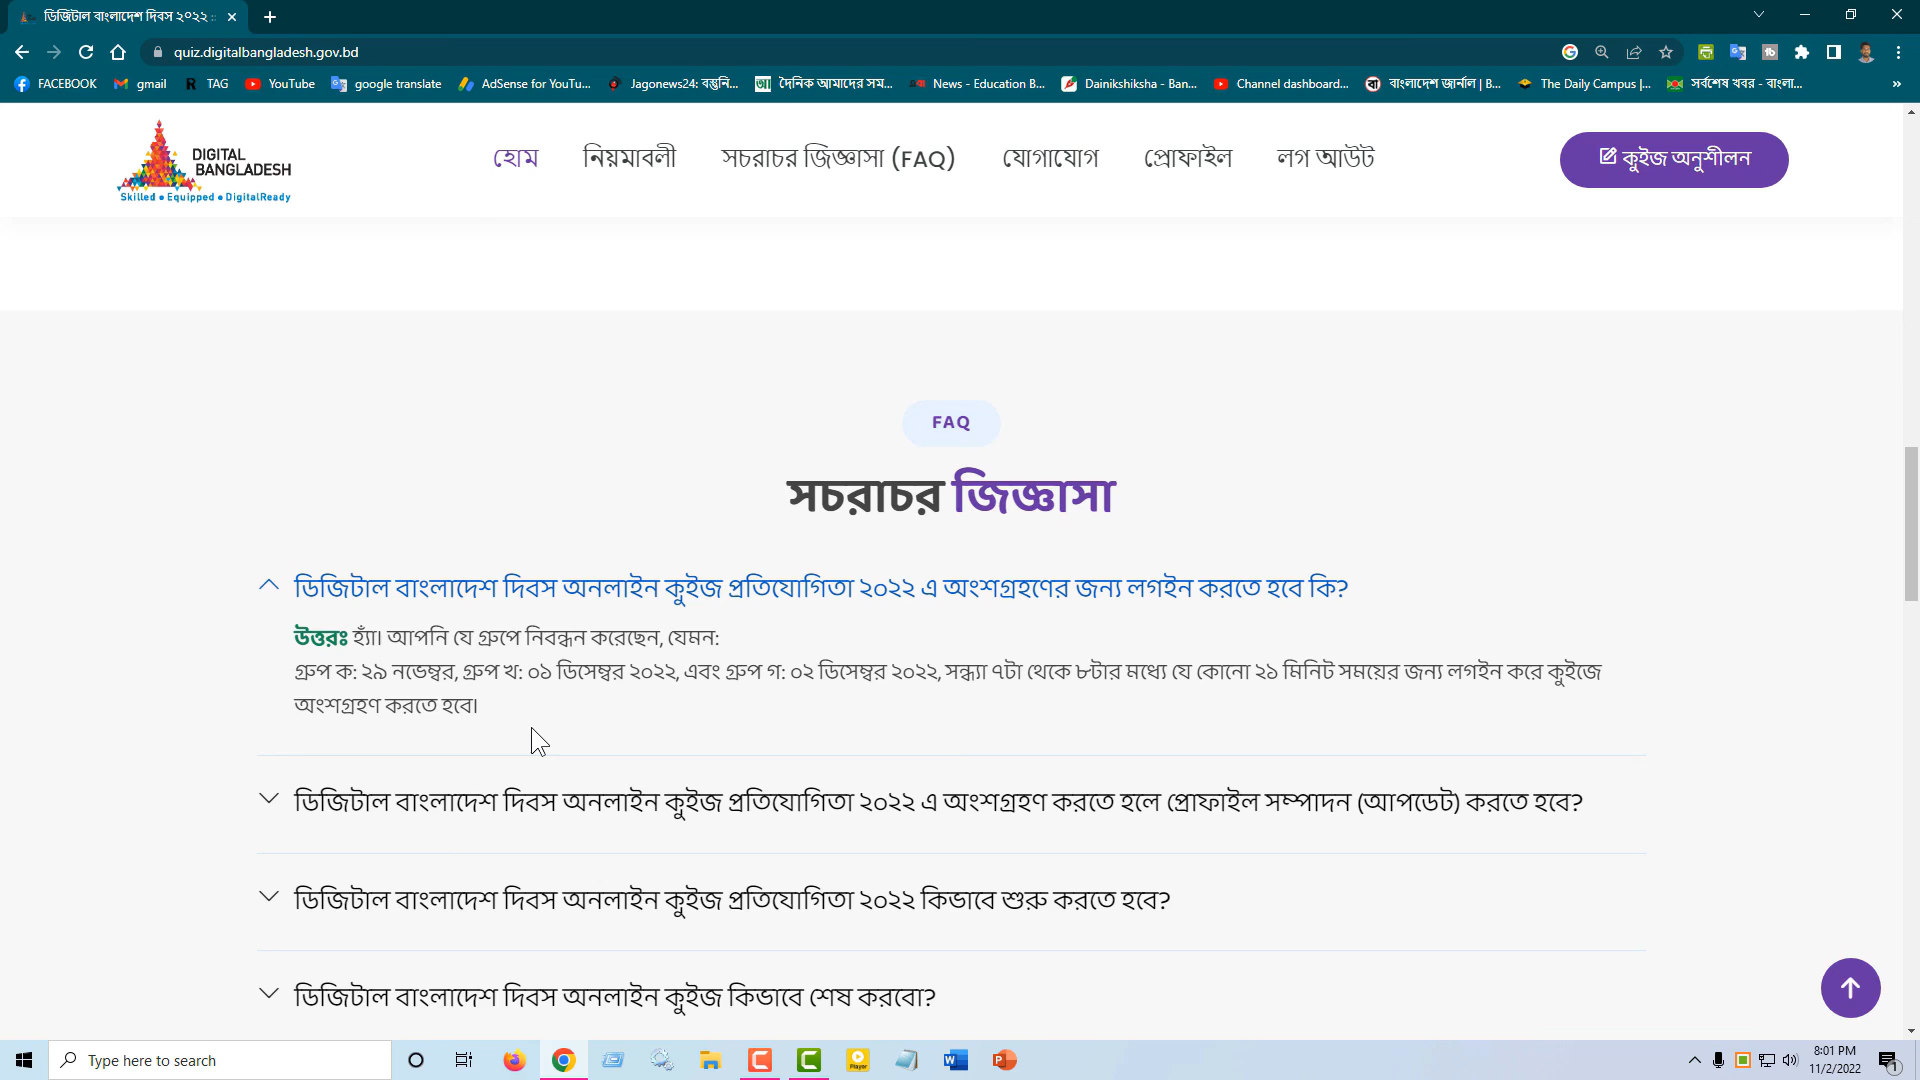 ডিজিটাল বাংলাদেশ দিবস ২০২২ ::
quiz.digitalbangladesh.gov.bd
FACEBOOK gmail TAG YouTube google translate AdSense for YouTu... Jagonews24: বস্তুনি... দৈনিক আমাদের সম... News - Education B... Dainikshiksha - Ban... Channel dashboard... বাংলাদেশ জার্নাল | B... The Daily Campus |... সর্বশেষ খবর - বাংলা... »
DIGITAL
BANGLADESH
Skilled • Equipped • DigitalReady
হোম নিয়মাবলী সচরাচর জিজ্ঞাসা (FAQ) যোগাযোগ প্রোফাইল লগ আউট কুইজ অনুশীলন
FAQ
সচরাচর জিজ্ঞাসা
ডিজিটাল বাংলাদেশ দিবস অনলাইন কুইজ প্রতিযোগিতা ২০২২ এ অংশগ্রহণের জন্য লগইন করতে হবে কি?
উত্তরঃ হ্যাঁ। আপনি যে গ্রুপে নিবন্ধন করেছেন, যেমন:
গ্রুপ ক: ২৯ নভেম্বর, গ্রুপ খ: ০১ ডিসেম্বর ২০২২, এবং গ্রুপ গ: ০২ ডিসেম্বর ২০২২, সন্ধ্যা ৭টা থেকে ৮টার মধ্যে যে কোনো ২১ মিনিট সময়ের জন্য লগইন করে কুইজে
অংশগ্রহণ করতে হবে।
ডিজিটাল বাংলাদেশ দিবস অনলাইন কুইজ প্রতিযোগিতা ২০২২ এ অংশগ্রহণ করতে হলে প্রোফাইল সম্পাদন (আপডেট) করতে হবে?
ডিজিটাল বাংলাদেশ দিবস অনলাইন কুইজ প্রতিযোগিতা ২০২২ কিভাবে শুরু করতে হবে?
ডিজিটাল বাংলাদেশ দিবস অনলাইন কুইজ কিভাবে শেষ করবো?
Type here to search
8:01 PM
11/2/2022